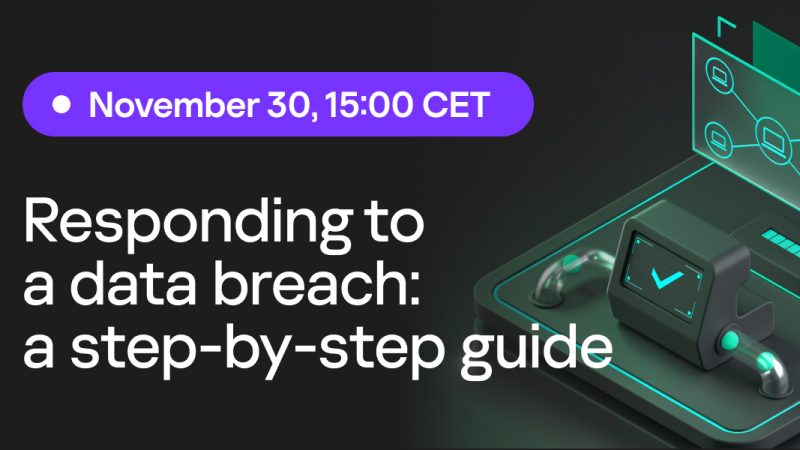 November 30, 15:00 CET
Responding to
a data breach:
a step-by-step guide